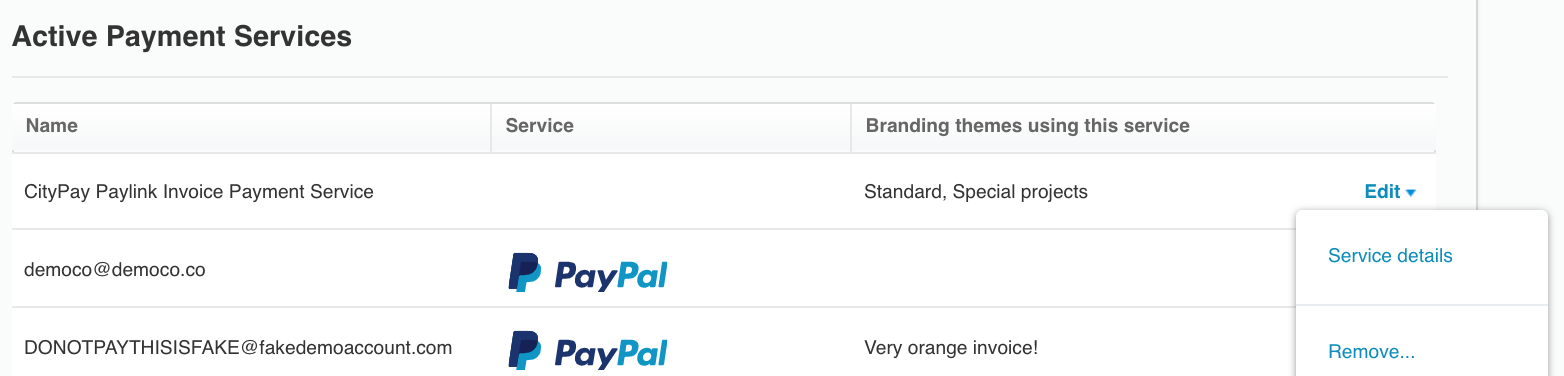 Active Payment Services
Name Service Branding themes using this service
CityPay Paylink Invoice Payment Service Standard, Special projects Edit
Service details
democo@democo.co PayPal
DONOTPAYTHISISFAKE@fakedemoaccount.com PayPal Very orange invoice!
Remove...